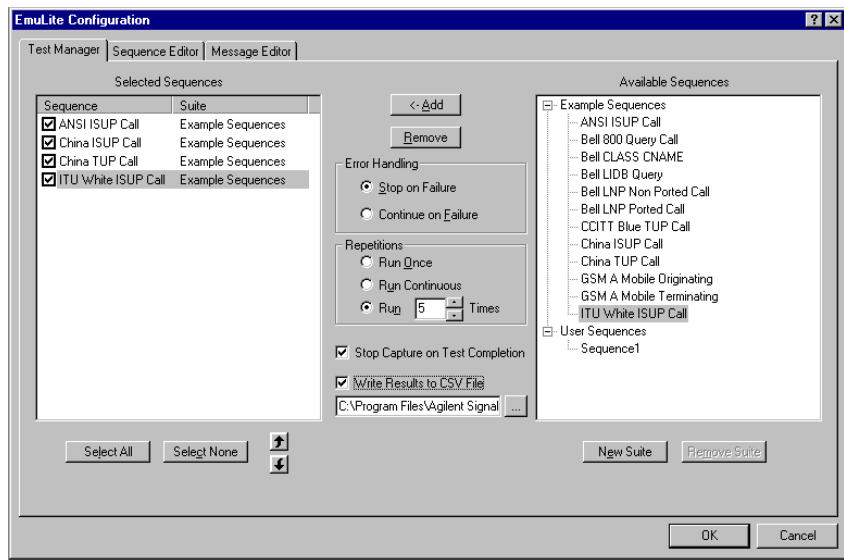 EmuLite Configuration
Test Manager
Sequence Editor
Message Editor
Selected Sequences
Sequence Suite
ANSI ISUP Call Example Sequences
China ISUP Call Example Sequences
China TUP Call Example Sequences
ITU White ISUP Call Example Sequences
Select All
Select None
<- Add
Remove
Error Handling
Stop on Failure
Continue on Failure
Repetitions
Run Once
Run Continuous
Run 5 Times
Stop Capture on Test Completion
Write Results to CSV File
C:\Program Files\Agilent Signal
...
Available Sequences
Example Sequences
ANSI ISUP Call
Bell 800 Query Call
Bell CLASS CNAME
Bell LIDB Query
Bell LNP Non Ported Call
Bell LNP Ported Call
CCITT Blue TUP Call
China ISUP Call
China TUP Call
GSM A Mobile Originating
GSM A Mobile Terminating
ITU White ISUP Call
User Sequences
Sequence1
New Suite
Remove Suite
OK
Cancel